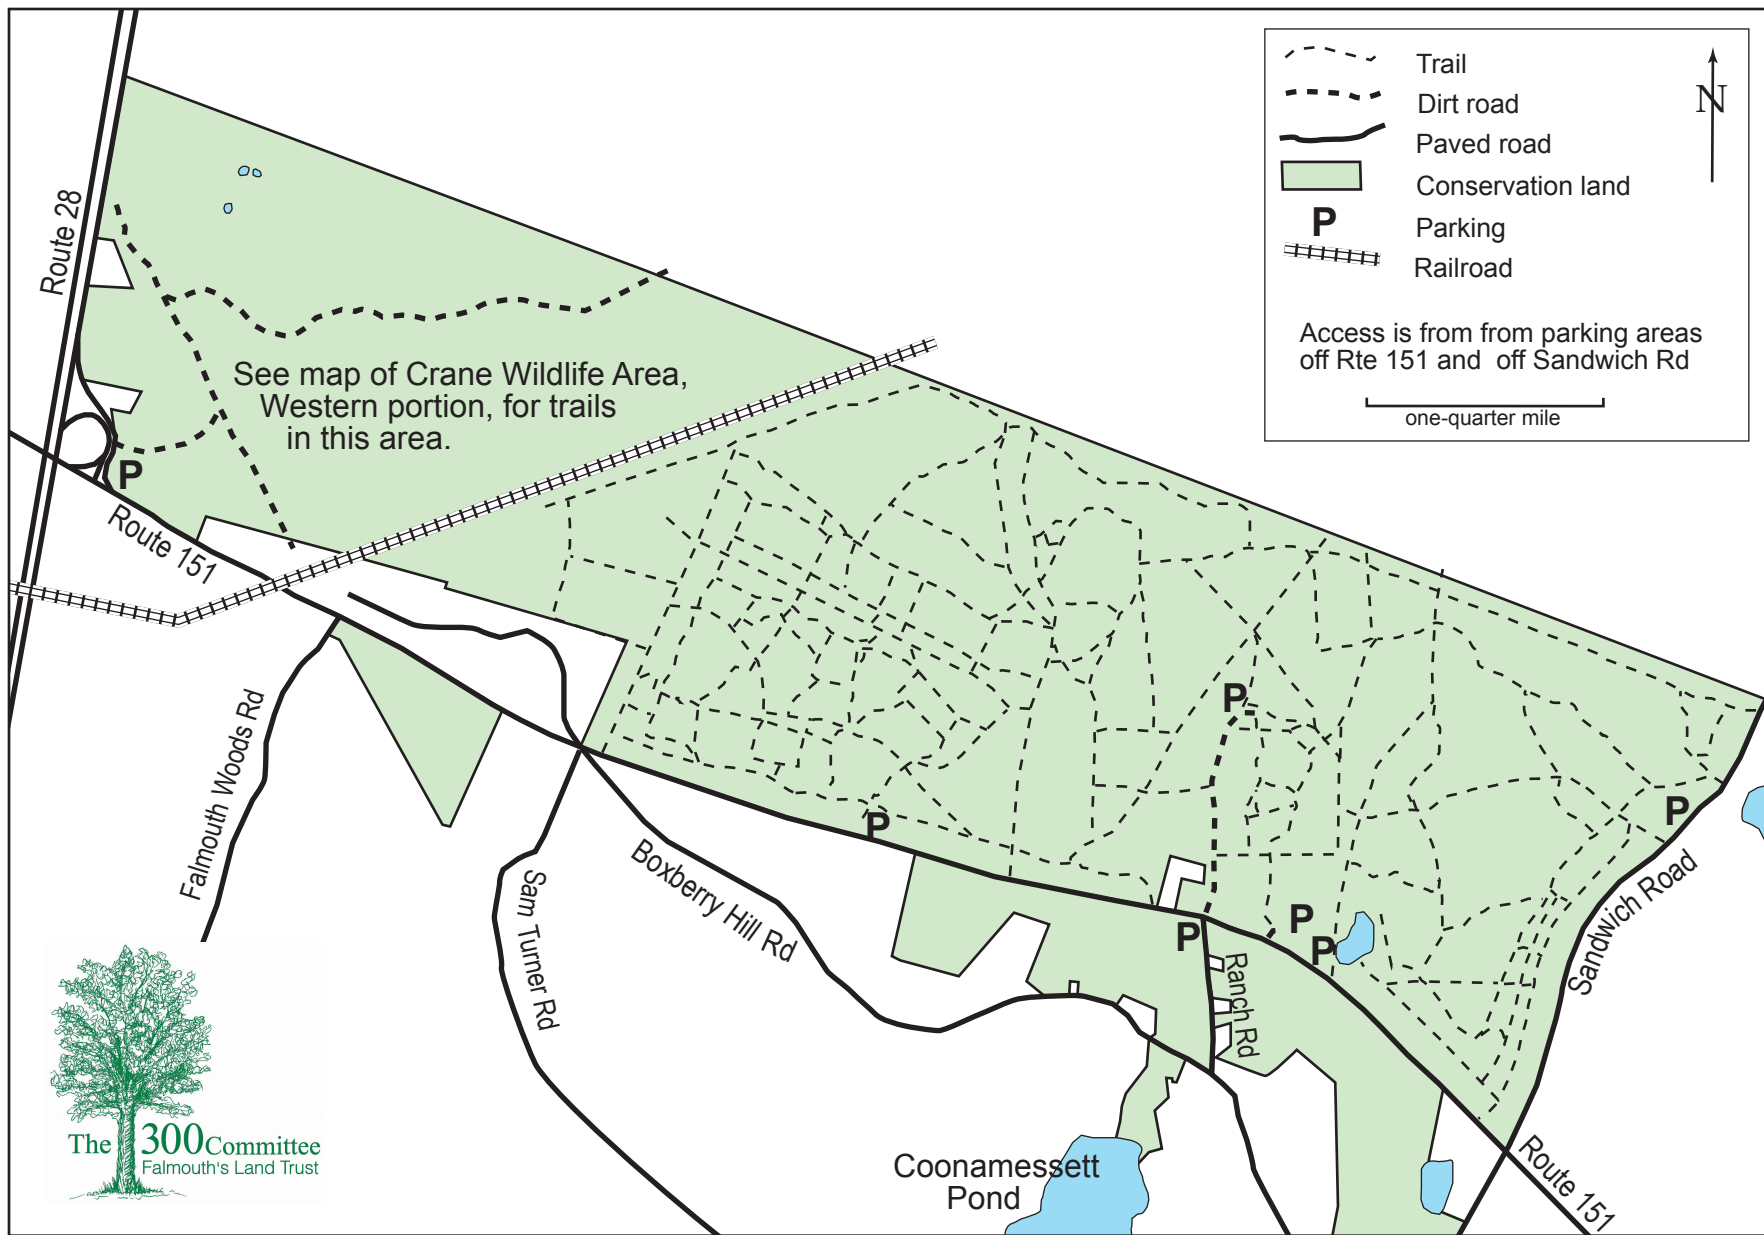 Trail
Dirt road
Paved road
Conservation land
P
Parking
Railroad
N
Access is from from parking areas
off Rte 151 and off Sandwich Rd
one-quarter mile
Route 28
See map of Crane Wildlife Area,
Western portion, for trails
in this area.
P
Route 151
Falmouth Woods Rd
Sam Turner Rd
Boxberry Hill Rd
P
P
P
P
P
P
Ranch Rd
Sandwich Road
Route 151
Coonamessett
Pond
The 300 Committee
Falmouth's Land Trust